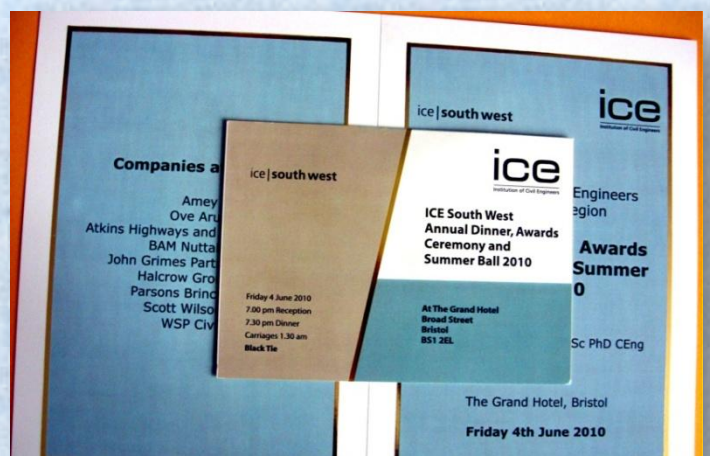 Companies a
Amey
Ove Aru
Atkins Highways and
BAM Nutta
John Grimes Part
Halcrow Gro
Parsons Brinc
Scott Wilso
WSP Civ
ice|south west
ice
Institution of Civil Engineers
Engineers
egion
Awards
Summer
0
Sc PhD CEng
The Grand Hotel, Bristol
Friday 4th June 2010
ice|south west
Friday 4 June 2010
7.00 pm Reception
7.30 pm Dinner
Carriages 1.30 am
Black Tie
ice
Institution of Civil Engineers
ICE South West
Annual Dinner, Awards
Ceremony and
Summer Ball 2010
At The Grand Hotel
Broad Street
Bristol
BS1 2EL